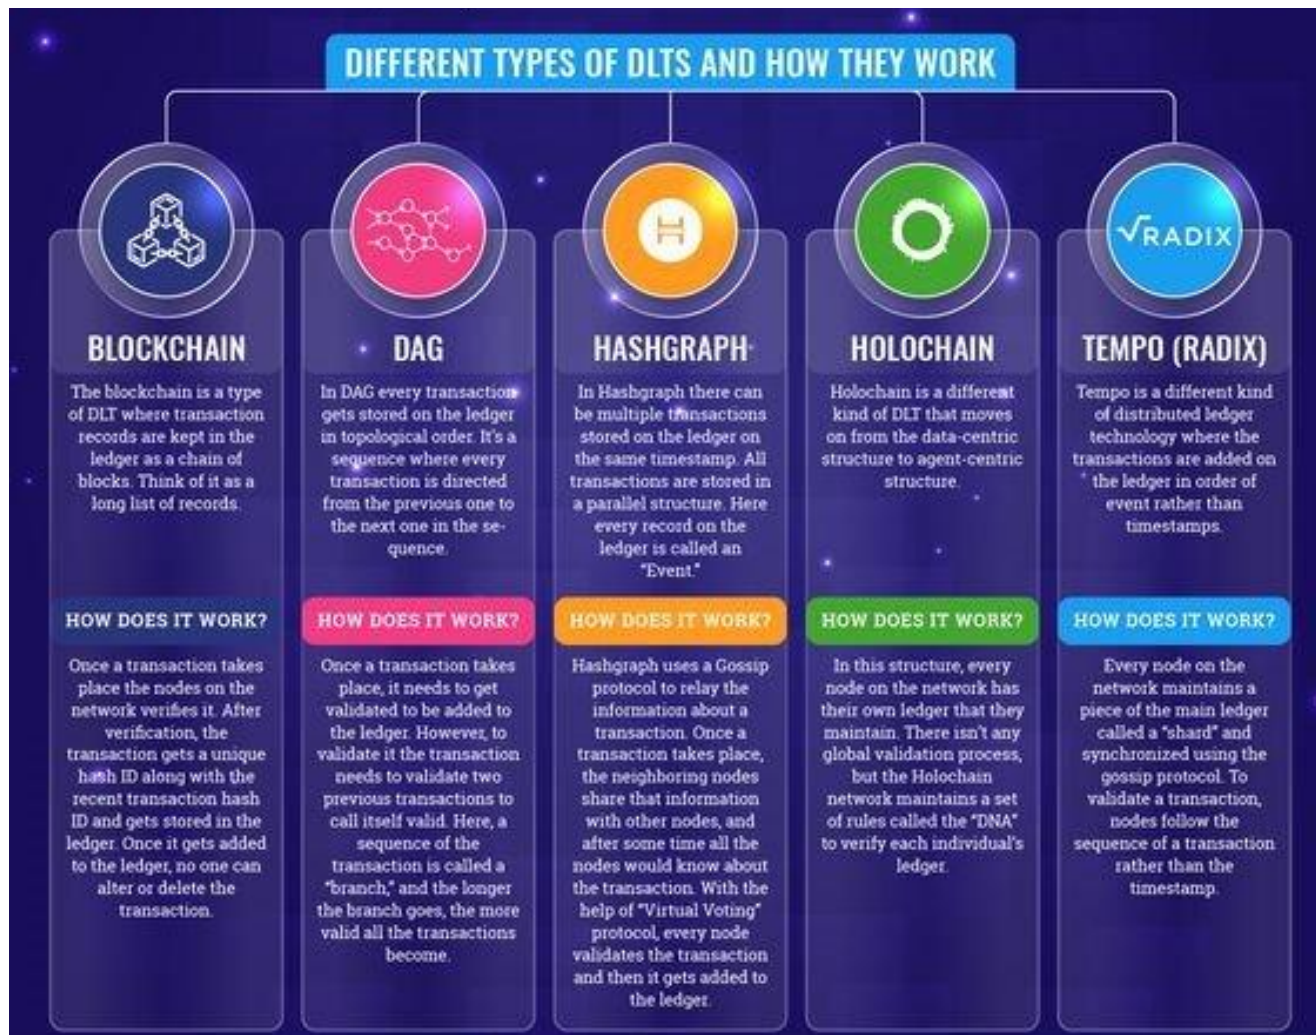 DIFFERENT TYPES OF DLTS AND HOW THEY WORK
BLOCKCHAIN
The blockchain is a type
of DLT where transaction
records are kept in the
ledger as a chain of
blocks. Think of it as a
long list of records.
HOW DOES IT WORK?
Once a transaction takes
place the nodes on the
network verifies it. After
verification, the
transaction gets a unique
hash ID along with the
recent transaction hash
ID and gets stored in the
ledger. Once it gets added
to the ledger, no one can
alter or delete the
transaction.
DAG
In DAG every transaction
gets stored on the ledger
in topological order. It's a
sequence where every
transaction is directed
from the previous one to
the next one in the se-
quence.
HOW DOES IT WORK?
Once a transaction takes
place, it needs to get
validated to be added to
the ledger. However, to
validate it the transaction
needs to validate two
previous transactions to
call itself valid. Here, a
sequence of the
transaction is called a
"branch," and the longer
the branch goes, the more
valid all the transactions
become.
H
HASHGRAPH
In Hashgraph there can
be multiple transactions
stored on the ledger on
the same timestamp. All
transactions are stored in
a parallel structure. Here
every record on the
ledger is called an
"Event."
HOW DOES IT WORK?
Hashgraph uses a Gossip
protocol to relay the
information about a
transaction. Once a
transaction takes place,
the neighboring nodes
share that information
with other nodes, and
after some time all the
nodes would know about
the transaction. With the
help of "Virtual Voting"
protocol, every node
validates the transaction
and then it gets added to
the ledger.
HOLOCHAIN
Holochain is a different
kind of DLT that moves
on from the data-centric
structure to agent-centric
structure.
HOW DOES IT WORK?
In this structure, every
node on the network has
their own ledger that they
maintain. There isn't any
global validation process,
but the Holochain
network maintains a set
of rules called the "DNA"
to verify each individual's
ledger.
√RADIX
TEMPO (RADIX)
Tempo is a different kind
of distributed ledger
technology where the
transactions are added on
the ledger in order of
event rather than
timestamps.
HOW DOES IT WORK?
Every node on the
network maintains a
piece of the main ledger
called a "shard" and
synchronized using the
gossip protocol. To
validate a transaction,
nodes follow the
sequence of a transaction
rather than the
timestamp.